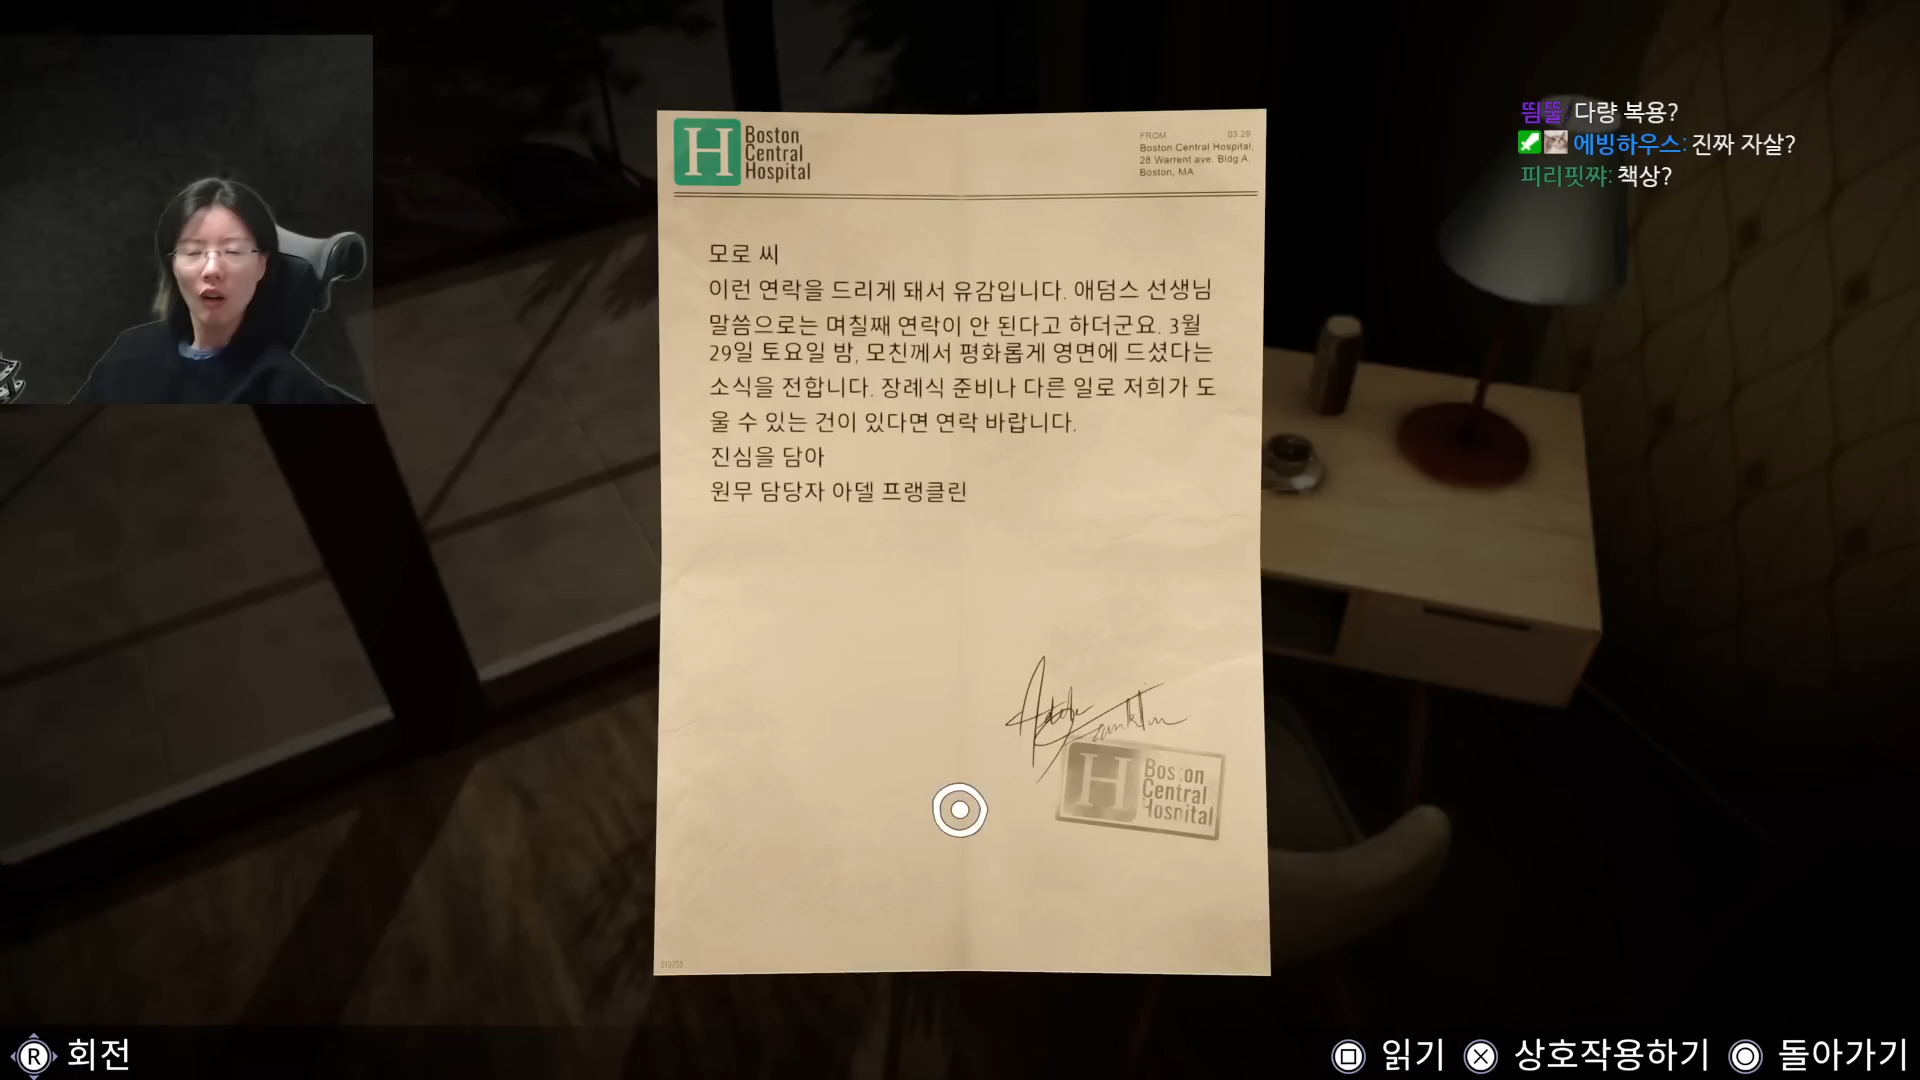 띔뚤: 다량 복용?
에빙하우스: 진짜 자살?
피리핏쨔: 책상?
Boston
Central
Hospital
FROM 03.29
Boston Central Hospital,
28 Warrent ave. Bldg A,
Boston, MA
모로 씨
이런 연락을 드리게 돼서 유감입니다. 애덤스 선생님
말씀으로는 며칠째 연락이 안 된다고 하더군요. 3월
29일 토요일 밤, 모친께서 평화롭게 영면에 드셨다는
소식을 전합니다. 장례식 준비나 다른 일로 저희가 도
울 수 있는 건이 있다면 연락 바랍니다.
진심을 담아
원무 담당자 아델 프랭클린
H
Boston
Central
Hospital
R 회전
읽기
상호작용하기
돌아가기